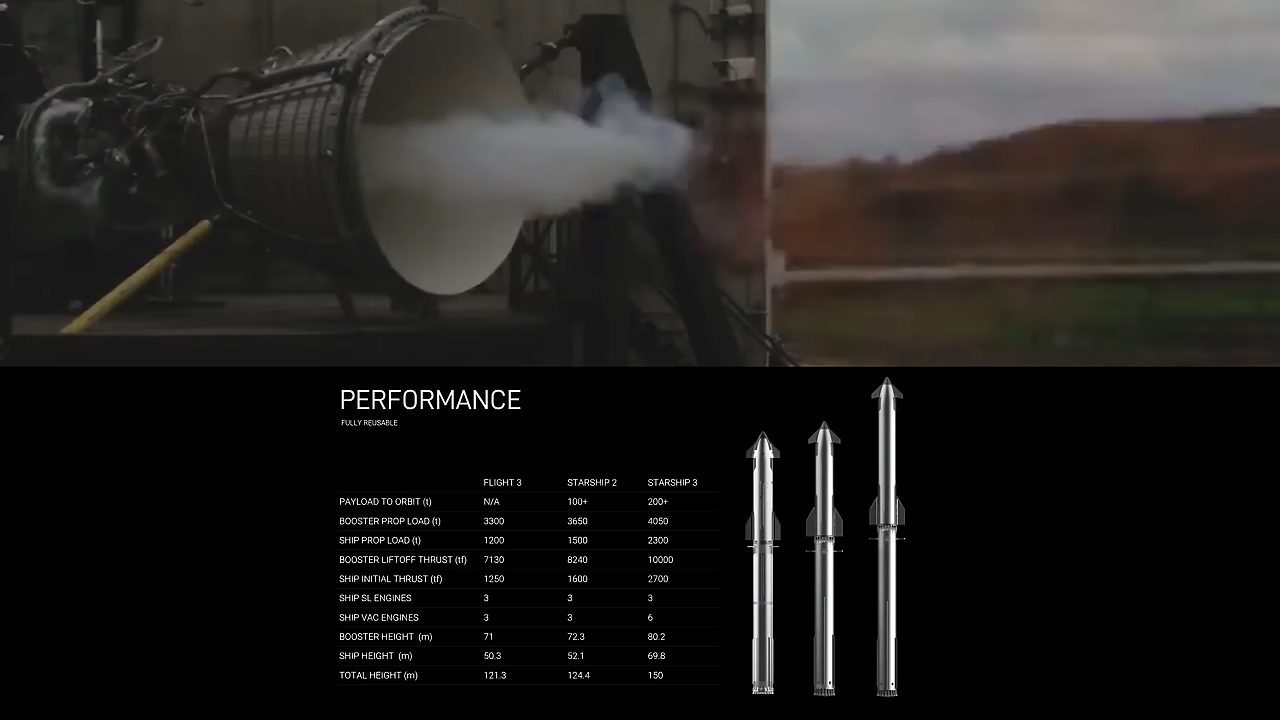 PERFORMANCE
FULLY REUSABLE
FLIGHT 3 STARSHIP 2 STARSHIP 3
PAYLOAD TO ORBIT (t) N/A 100+ 200+
BOOSTER PROP LOAD (t) 3300 3650 4050
SHIP PROP LOAD (t) 1200 1500 2300
BOOSTER LIFTOFF THRUST (tf) 7130 8240 10000
SHIP INITIAL THRUST (tf) 1250 1600 2700
SHIP SL ENGINES 3 3 3
SHIP VAC ENGINES 3 3 6
BOOSTER HEIGHT (m) 71 72.3 80.2
SHIP HEIGHT (m) 50.3 52.1 69.8
TOTAL HEIGHT (m) 121.3 124.4 150